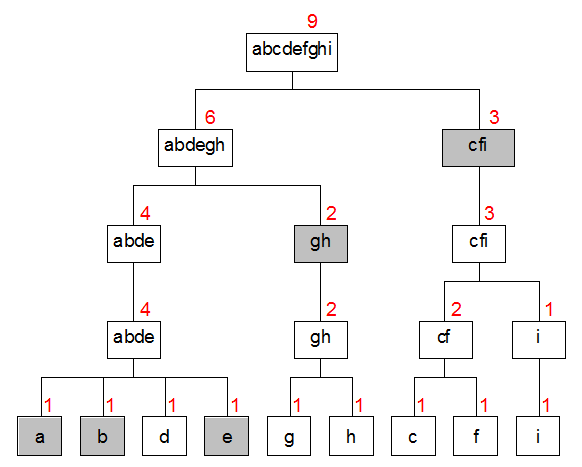 9
abcdefghi
6 3
abdegh cfi
4 2 3
abde gh cfi
4 2 2 1
abde gh cf i
1 1 1 1 1 1 1 1 1
a b d e g h c f i